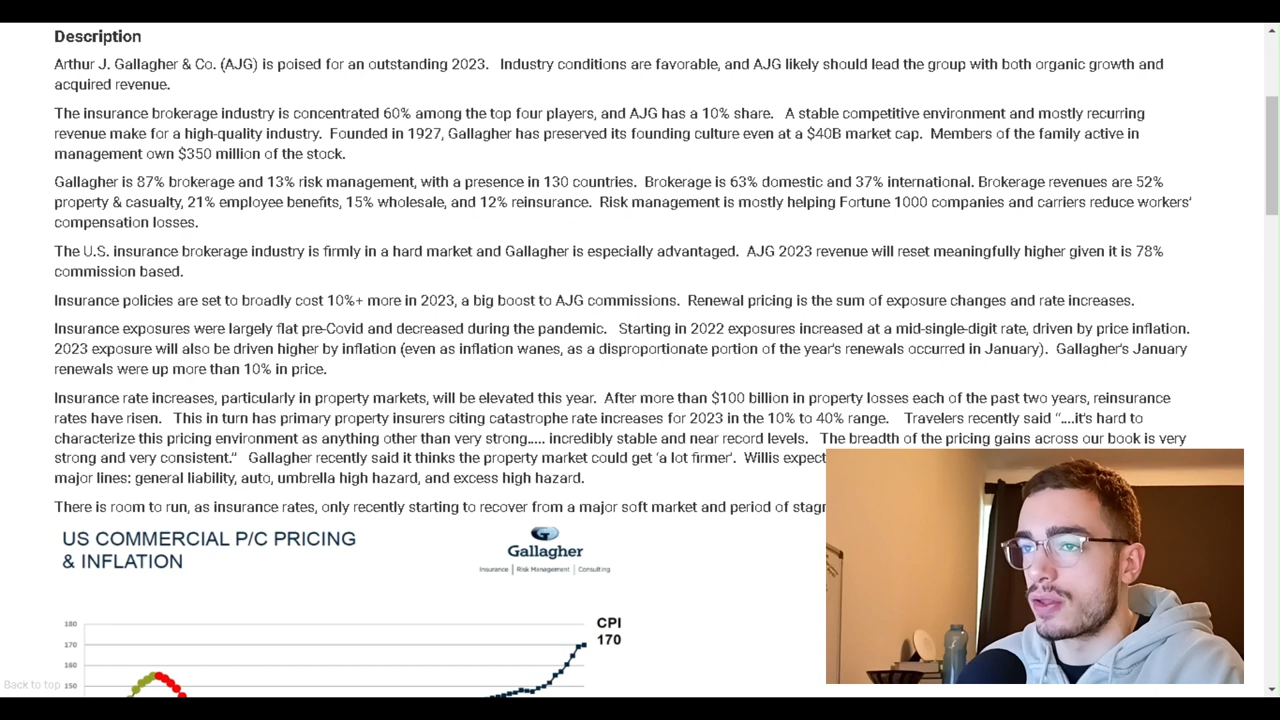 Description
Arthur J. Gallagher & Co. (AJG) is poised for an outstanding 2023. Industry conditions are favorable, and AJG likely should lead the group with both organic growth and
acquired revenue.
The insurance brokerage industry is concentrated 60% among the top four players, and AJG has a 10% share. A stable competitive environment and mostly recurring
revenue make for a high-quality industry. Founded in 1927, Gallagher has preserved its founding culture even at a $40B market cap. Members of the family active in
management own $350 million of the stock.
Gallagher is 87% brokerage and 13% risk management, with a presence in 130 countries. Brokerage is 63% domestic and 37% international. Brokerage revenues are 52%
property & casualty, 21% employee benefits, 15% wholesale, and 12% reinsurance. Risk management is mostly helping Fortune 1000 companies and carriers reduce workers'
compensation losses.
The U.S. insurance brokerage industry is firmly in a hard market and Gallagher is especially advantaged. AJG 2023 revenue will reset meaningfully higher given it is 78%
commission based.
Insurance policies are set to broadly cost 10%+ more in 2023, a big boost to AJG commissions. Renewal pricing is the sum of exposure changes and rate increases.
Insurance exposures were largely flat pre-Covid and decreased during the pandemic. Starting in 2022 exposures increased at a mid-single-digit rate, driven by price inflation.
2023 exposure will also be driven higher by inflation (even as inflation wanes, as a disproportionate portion of the year's renewals occurred in January). Gallagher's January
renewals were up more than 10% in price.
Insurance rate increases, particularly in property markets, will be elevated this year. After more than $100 billion in property losses each of the past two years, reinsurance
rates have risen. This in turn has primary property insurers citing catastrophe rate increases for 2023 in the 10% to 40% range. Travelers recently said "....it's hard to
characterize this pricing environment as anything other than very strong..... incredibly stable and near record levels. The breadth of the pricing gains across our book is very
strong and very consistent." Gallagher recently said it thinks the property market could get 'a lot firmer'. Willis expect
major lines: general liability, auto, umbrella high hazard, and excess high hazard.
There is room to run, as insurance rates, only recently starting to recover from a major soft market and period of stagr
US COMMERCIAL P/C PRICING
& INFLATION
Gallagher
Insurance | Risk Management | Consulting
CPI
170
180
170
160
150
Back to top